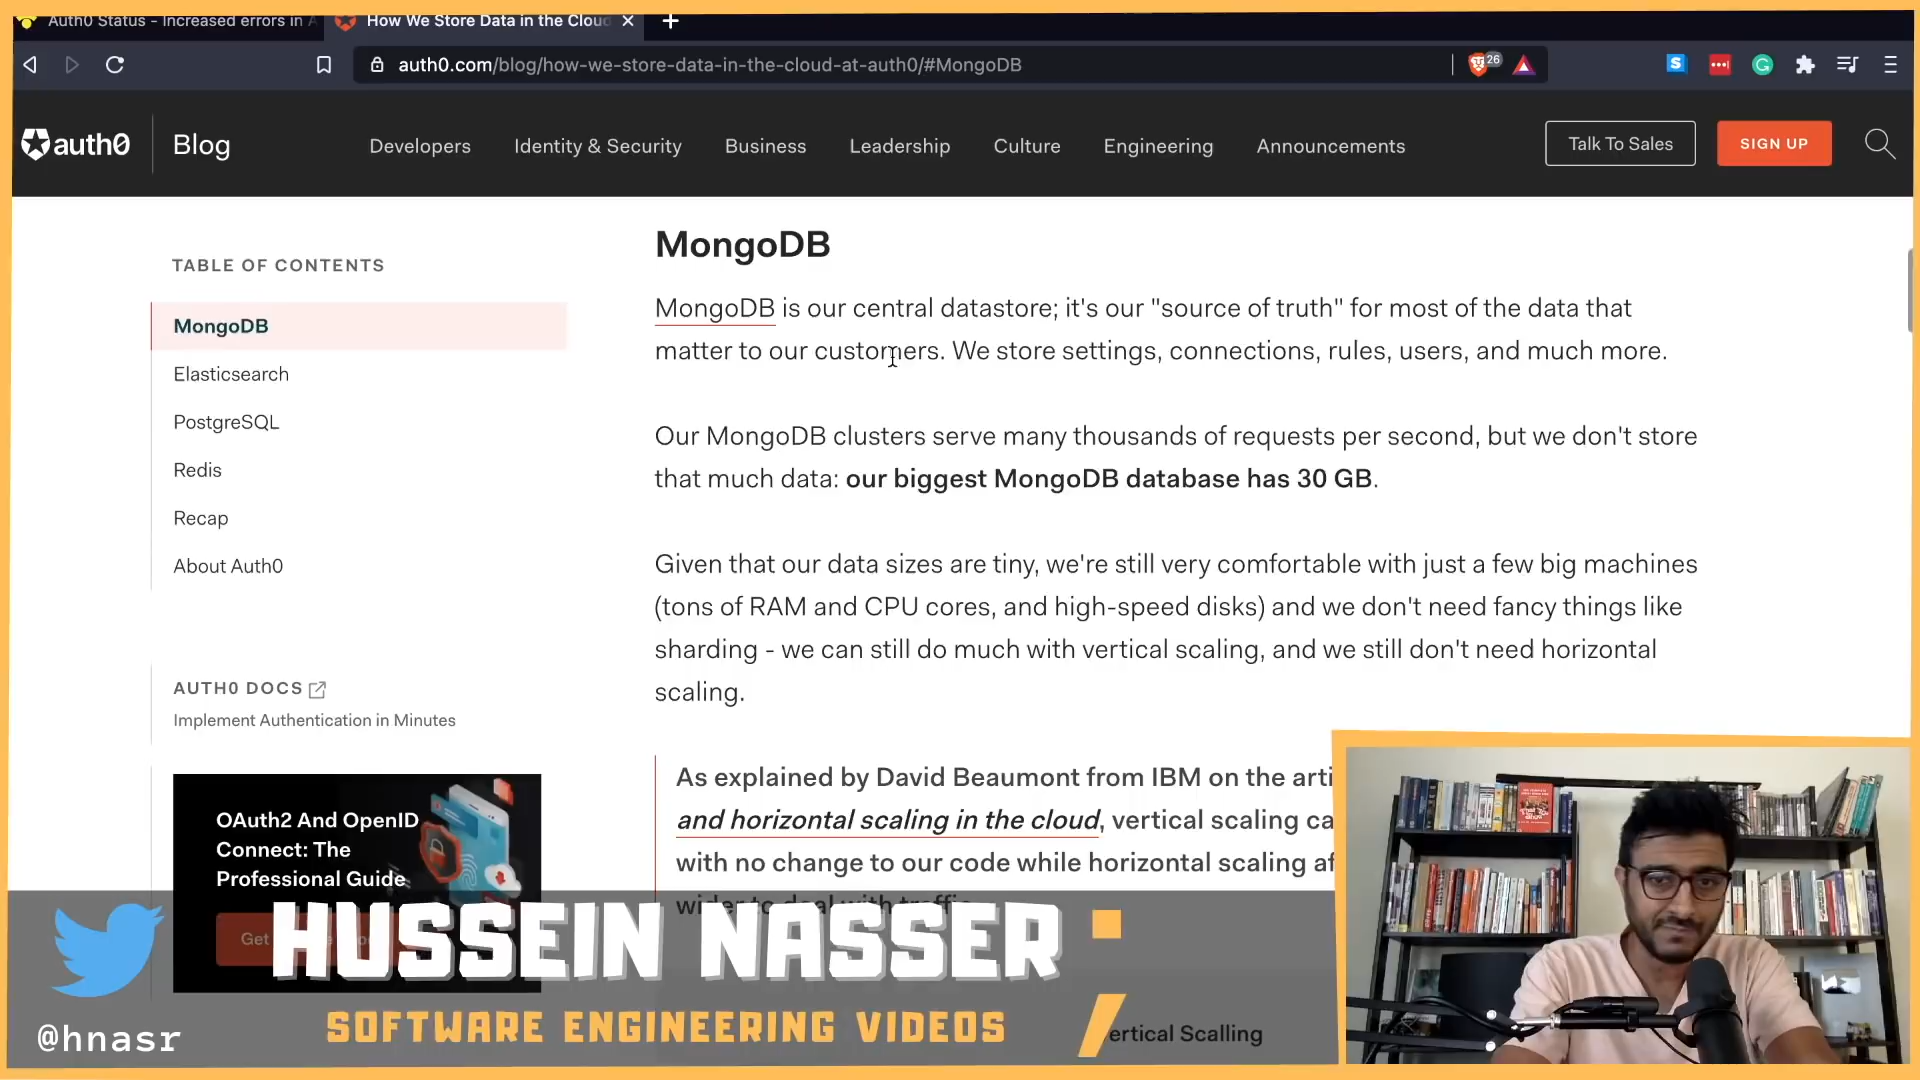 Auth0 Status - Increased errors in A
How We Store Data in the Cloud
auth0.com/blog/how-we-store-data-in-the-cloud-at-auth0/#MongoDB
26
S
G
auth0
Blog
Developers
Identity & Security
Business
Leadership
Culture
Engineering
Announcements
Talk To Sales
SIGN UP
TABLE OF CONTENTS
MongoDB
Elasticsearch
PostgreSQL
Redis
Recap
About Auth0
AUTH0 DOCS
Implement Authentication in Minutes
OAuth2 And OpenID
Connect: The
Professional Guide
Get
MongoDB
MongoDB is our central datastore; it's our "source of truth" for most of the data that
matter to our customers. We store settings, connections, rules, users, and much more.
Our MongoDB clusters serve many thousands of requests per second, but we don't store
that much data: our biggest MongoDB database has 30 GB.
Given that our data sizes are tiny, we're still very comfortable with just a few big machines
(tons of RAM and CPU cores, and high-speed disks) and we don't need fancy things like
sharding - we can still do much with vertical scaling, and we still don't need horizontal
scaling.
As explained by David Beaumont from IBM on the arti
and horizontal scaling in the cloud, vertical scaling ca
with no change to our code while horizontal scaling af
wider to deal with traffic.
HUSSEIN NASSER
@hnasr
SOFTWARE ENGINEERING VIDEOS
ertical Scalling